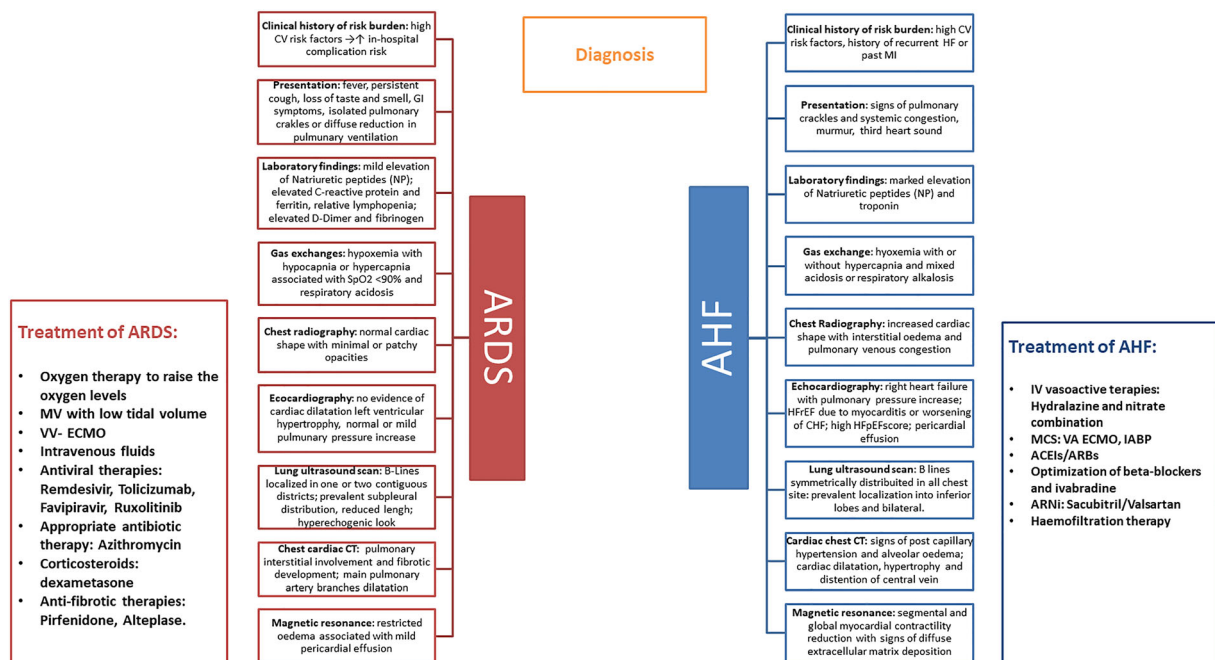 Diagnosis
Clinical history of risk burden: high
CV risk factors →↑ in-hospital
complication risk
Presentation: fever, persistent
cough, loss of taste and smell, GI
symptoms, isolated pulmonary
crakles or diffuse reduction in
pulmunary ventilation
Laboratory findings: mild elevation
of Natriuretic peptides (NP);
elevated C-reactive protein and
ferritin, relative lymphopenia;
elevated D-Dimer and fibrinogen
Gas exchanges: hypoxemia with
hypocapnia or hypercapnia
associated with SpO2 <90% and
respiratory acidosis
Chest radiography: normal cardiac
shape with minimal or patchy
opacities
Ecocardiography: no evidence of
cardiac dilatation left ventricular
hypertrophy, normal or mild
pulmonary pressure increase
Lung ultrasound scan: B-Lines
localized in one or two contiguous
districts; prevalent subpleural
distribution, reduced lengh;
hyperechogenic look
Chest cardiac CT: pulmonary
interstitial involvement and fibrotic
development; main pulmonary
artery branches dilatation
Magnetic resonance: restricted
oedema associated with mild
pericardial effusion
ARDS
Treatment of ARDS:
• Oxygen therapy to raise the
oxygen levels
• MV with low tidal volume
• VV- ECMO
• Intravenous fluids
• Antiviral therapies:
Remdesivir, Tolicizumab,
Favipiravir, Ruxolitinib
• Appropriate antibiotic
therapy: Azithromycin
• Corticosteroids:
dexametasone
• Anti-fibrotic therapies:
Pirfenidone, Alteplase.
AHF
Clinical history of risk burden: high CV
risk factors, history of recurrent HF or
past MI
Presentation: signs of pulmonary
crackles and systemic congestion,
murmur, third heart sound
Laboratory findings: marked elevation
of Natriuretic peptides (NP) and
troponin
Gas exchange: hyoxemia with or
without hypercapnia and mixed
acidosis or respiratory alkalosis
Chest Radiography: increased cardiac
shape with interstitial oedema and
pulmonary venous congestion
Echocardiography: right heart failure
with pulmonary pressure increase;
HFrEF due to myocarditis or worsening
of CHF; high HFpEFscore; pericardial
effusion
Lung ultrasound scan: B lines
symmetrically distribuited in all chest
site: prevalent localization into inferior
lobes and bilateral.
Cardiac chest CT: signs of post capillary
hypertension and alveolar oedema;
cardiac dilatation, hypertrophy and
distention of central vein
Magnetic resonance: segmental and
global myocardial contractility
reduction with signs of diffuse
extracellular matrix deposition
Treatment of AHF:
• IV vasoactive terapies:
Hydralazine and nitrate
combination
• MCS: VA ECMO, IABP
• ACEIs/ARBs
• Optimization of beta-blockers
and ivabradine
• ARNi: Sacubitril/Valsartan
• Haemofiltration therapy